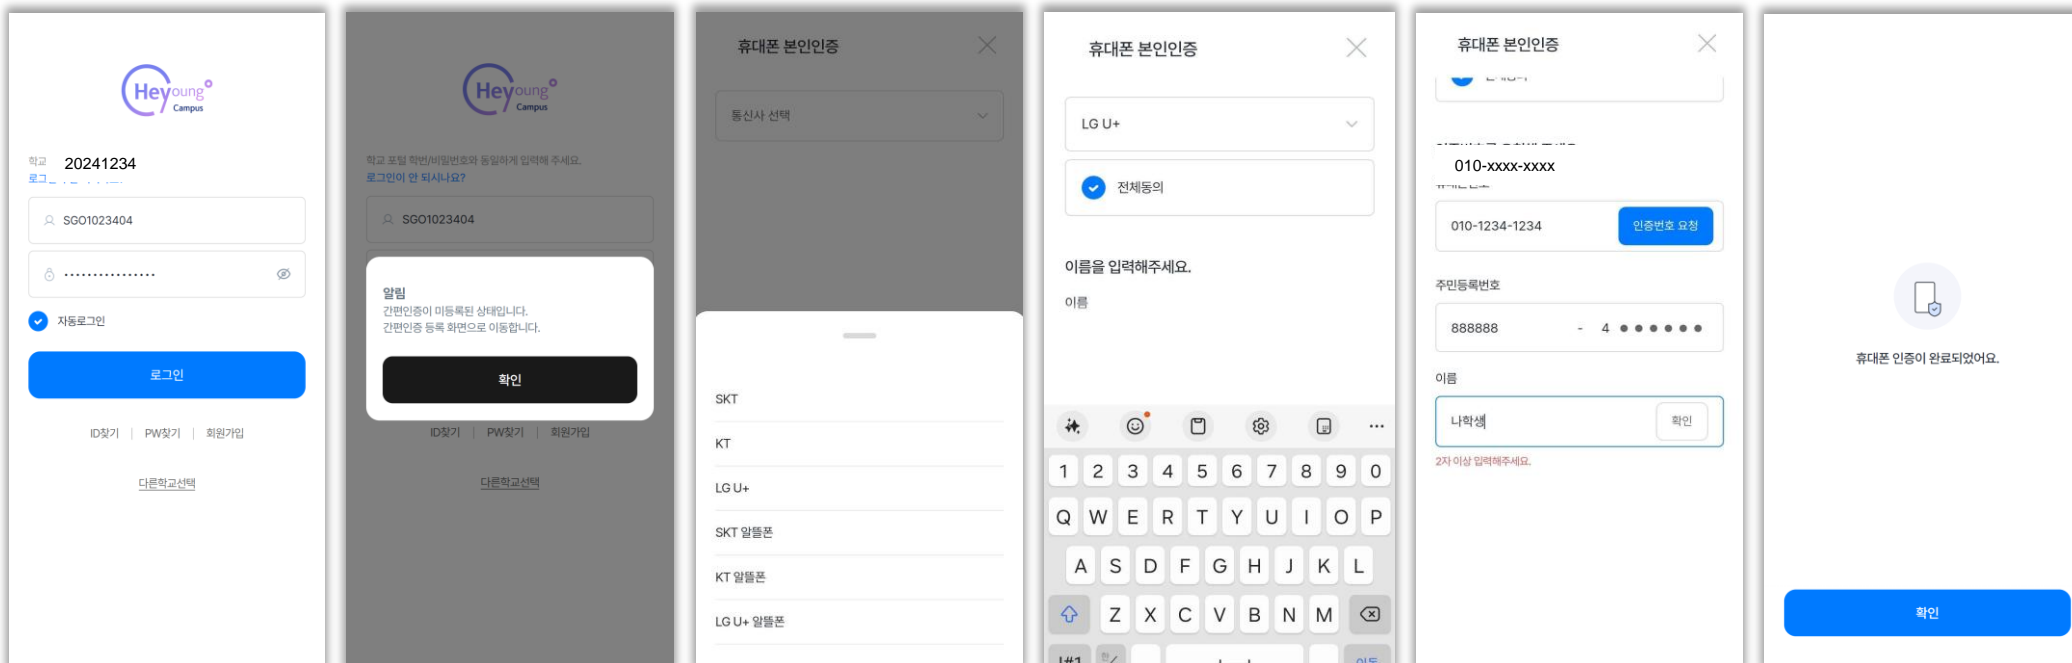 Heyoung
Campus
학교
20241234
SGO1023404
················
자동로그인
로그인
ID찾기 | PW찾기 | 회원가입
다른학교선택
Heyoung
Campus
학교 포털 학번/비밀번호와 동일하게 입력해 주세요.
로그인이 안 되시나요?
SGO1023404
알림
간편인증이 미등록된 상태입니다.
간편인증 등록 화면으로 이동합니다.
확인
ID찾기 | PW찾기 | 회원가입
다른학교선택
휴대폰 본인인증
통신사 선택
SKT
KT
LG U+
SKT 알뜰폰
KT 알뜰폰
LG U+ 알뜰폰
휴대폰 본인인증
LG U+
전체동의
이름을 입력해주세요.
이름
1 2 3 4 5 6 7 8 9 0
Q W E R T Y U I O P
A S D F G H J K L
Z X C V B N M
!#1
휴대폰 본인인증
010-xxxx-xxxx
010-1234-1234 인증번호 요청
주민등록번호
888888 - 4 ● ● ● ● ● ●
이름
나학생 확인
2자 이상 입력해주세요.
휴대폰 인증이 완료되었어요.
확인